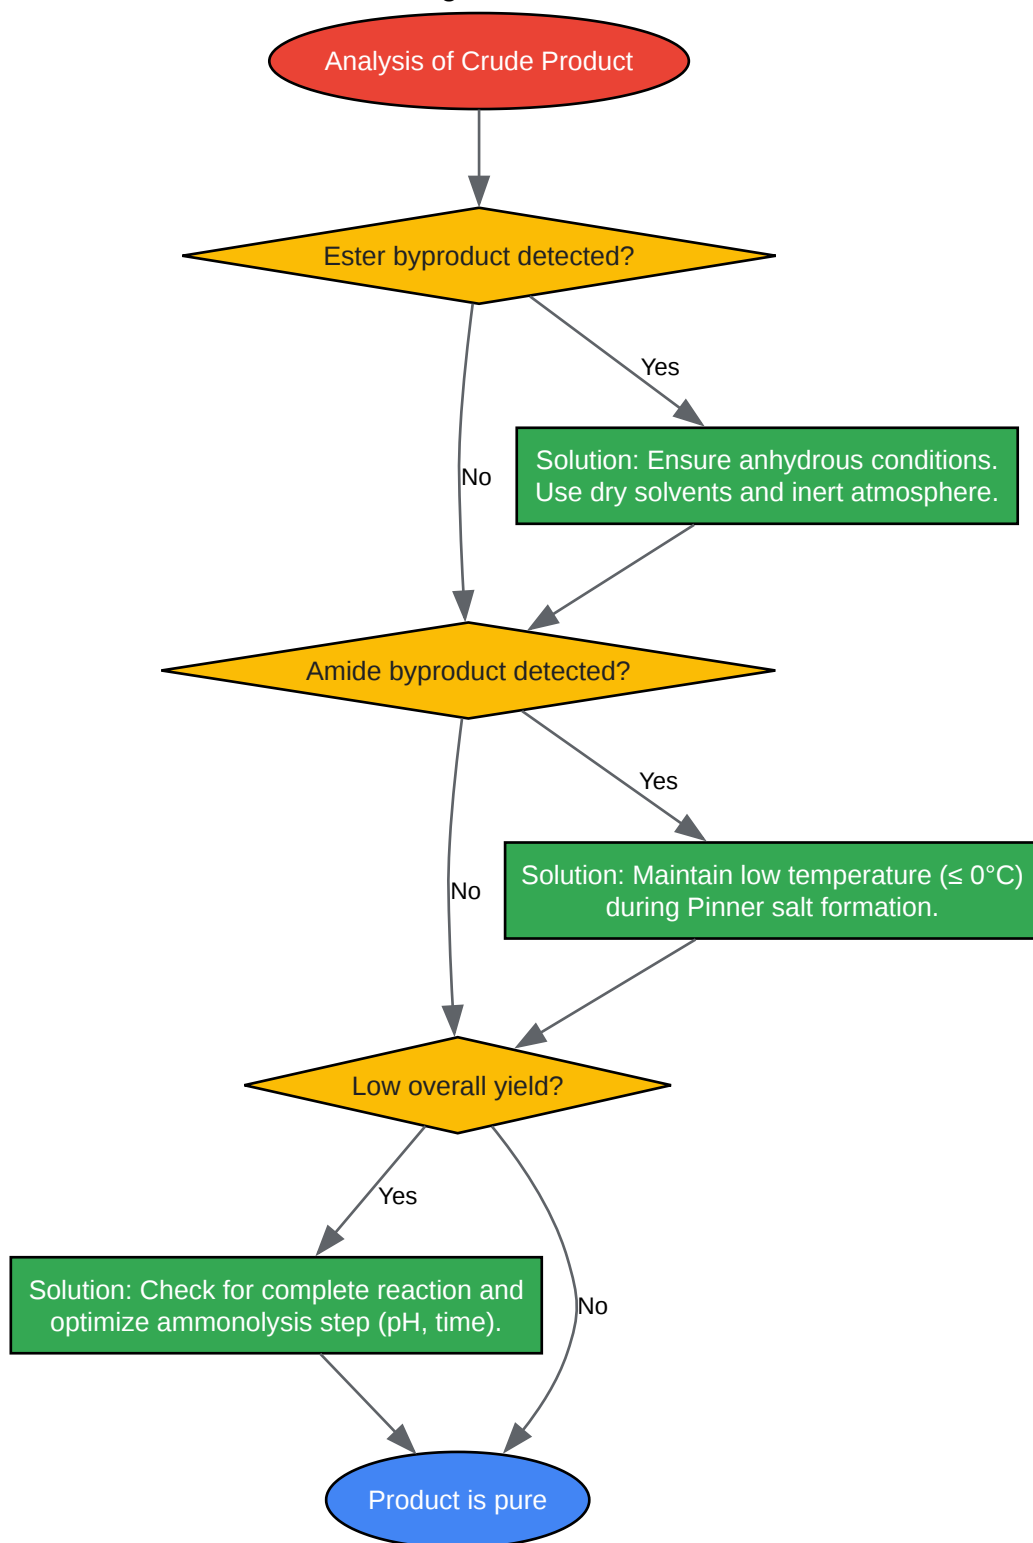 Analysis of Crude Product
Ester byproduct detected?
Yes
Solution: Ensure anhydrous conditions.
Use dry solvents and inert atmosphere.
No
Amide byproduct detected?
Yes
Solution: Maintain low temperature (≤ 0°C)
during Pinner salt formation.
No
Low overall yield?
Yes
Solution: Check for complete reaction and
optimize ammonolysis step (pH, time).
No
Product is pure